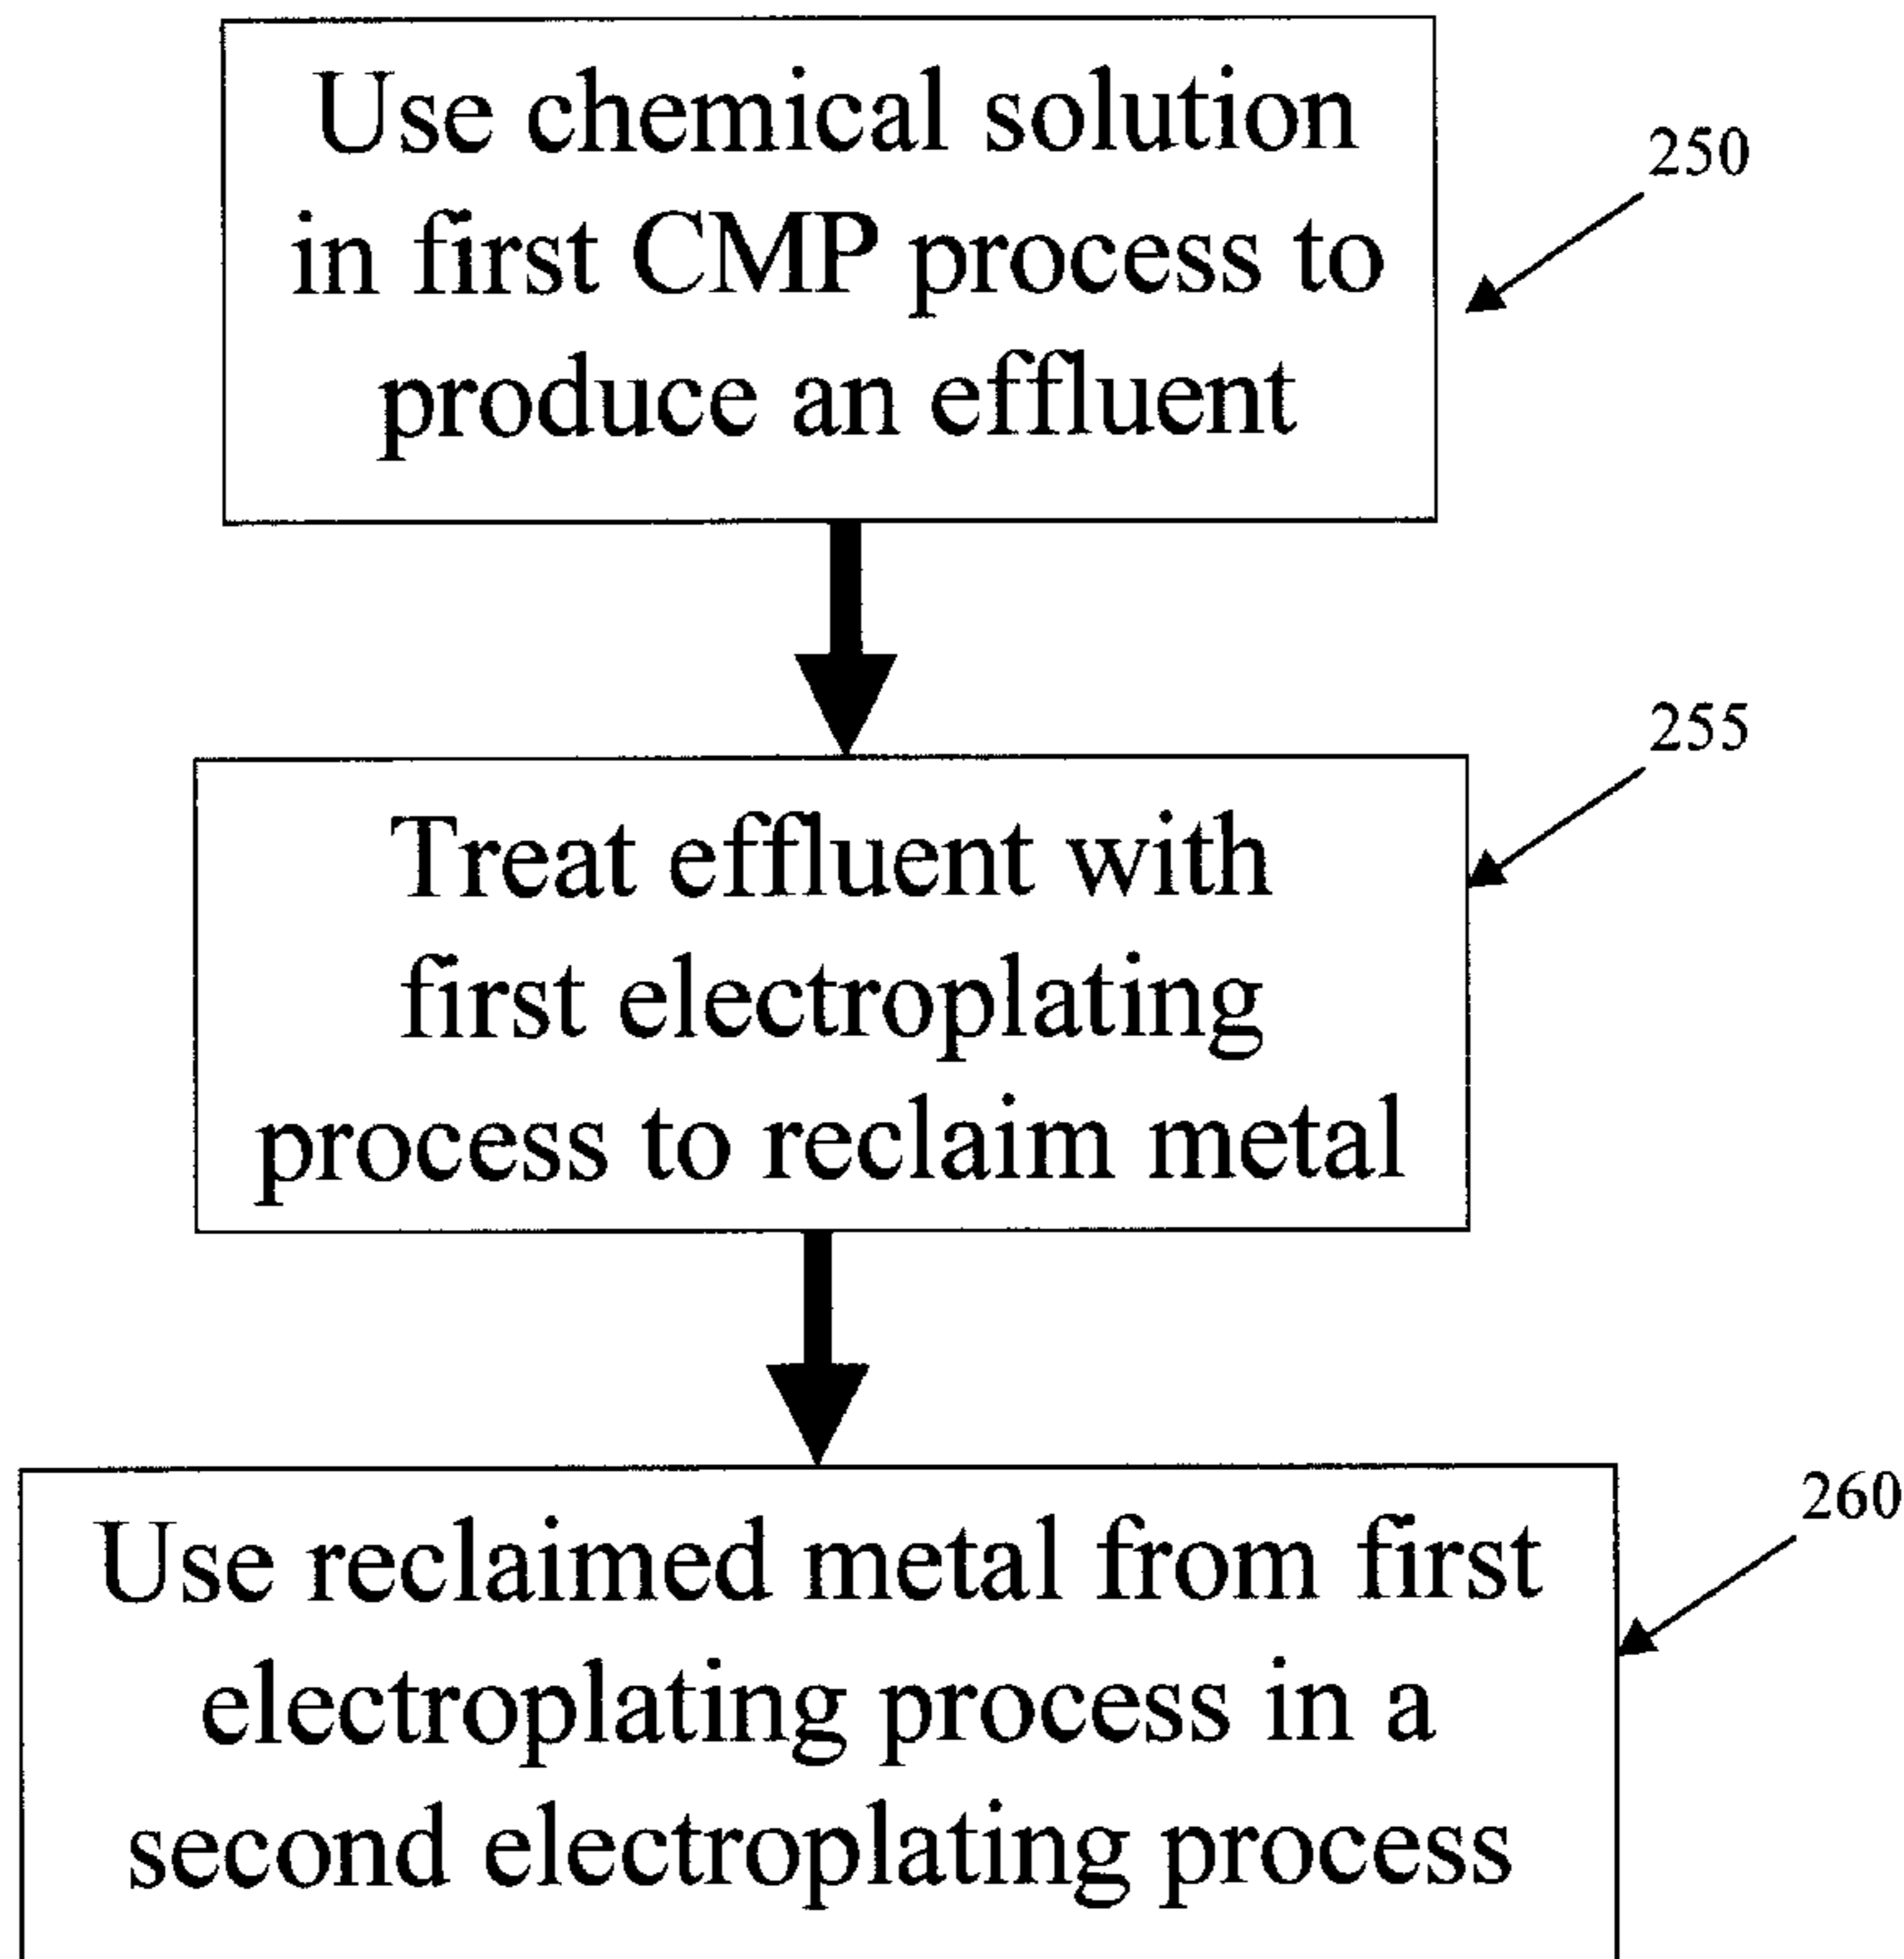 Use chemical solution
in first CMP process to
produce an effluent
250
Treat effluent with
first electroplating
process to reclaim metal
255
Use reclaimed metal from first
electroplating process in a
second electroplating process
260